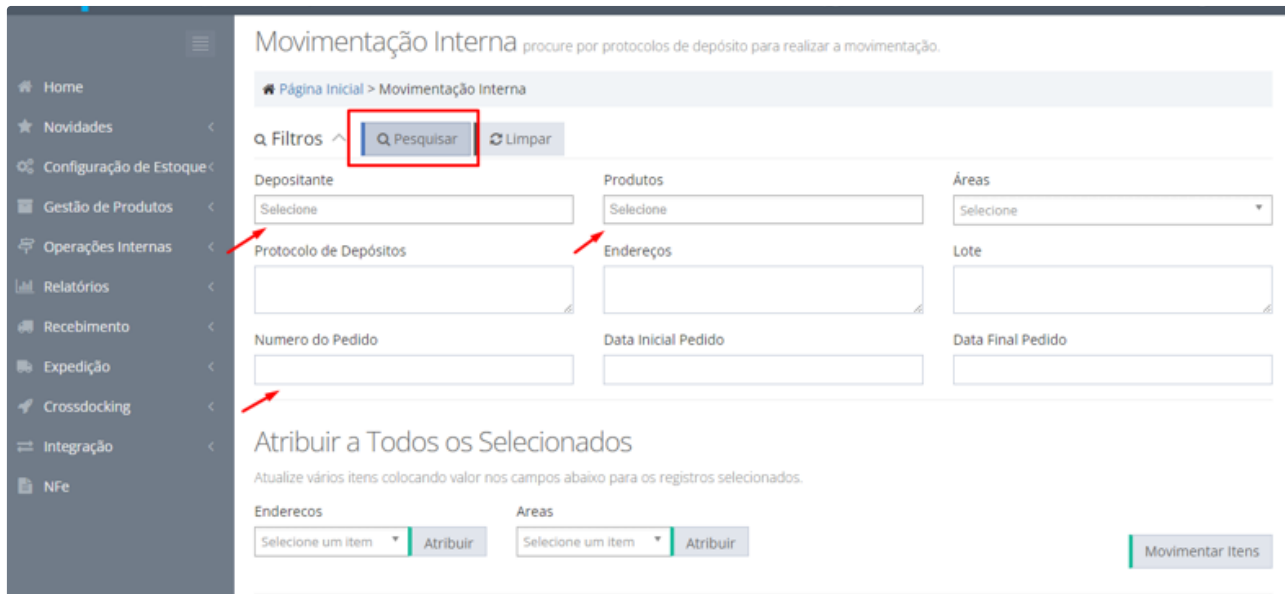 Movimentação Interna procure por protocolos de depósito para realizar a movimentação.
Home
Novidades
Configuração de Estoque
Gestão de Produtos
Operações Internas
Relatórios
Recebimento
Expedição
Crossdocking
Integração
NFe
Página Inicial > Movimentação Interna
Filtros Pesquisar Limpar
Depositante Produtos Áreas
Selecione Selecione Selecione
Protocolo de Depósitos Endereços Lote
Numero do Pedido Data Inicial Pedido Data Final Pedido
Atribuir a Todos os Selecionados
Atualize vários itens colocando valor nos campos abaixo para os registros selecionados.
Enderecos Areas
Selecione um item Atribuir Selecione um item Atribuir
Movimentar Itens